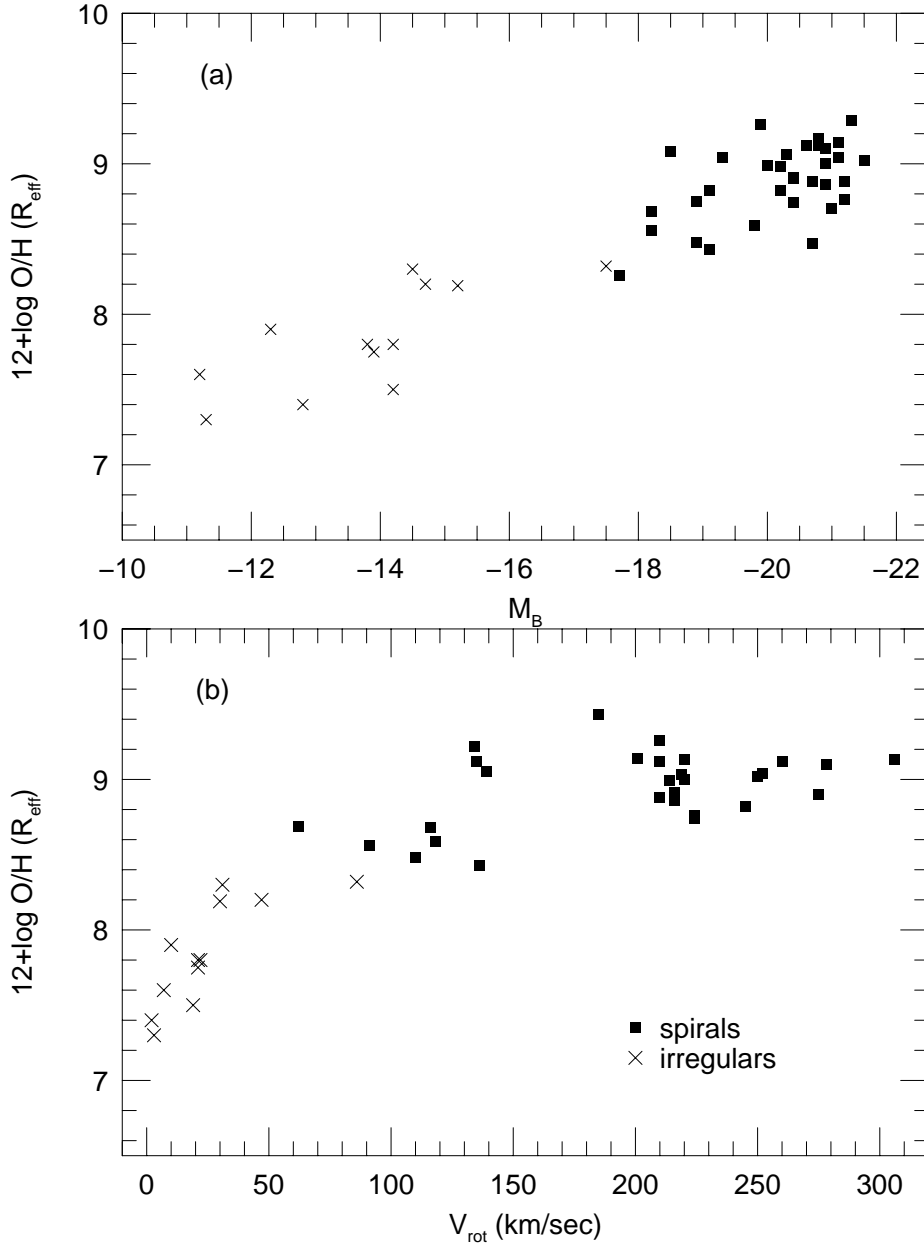 10
(a)
9
12+log O/H (R_eff)
8
7
−10 −12 −14 −16 −18 −20 −22
M_B
10
(b)
9
12+log O/H (R_eff)
8
spirals
irregulars
7
0 50 100 150 200 250 300
V_rot (km/sec)